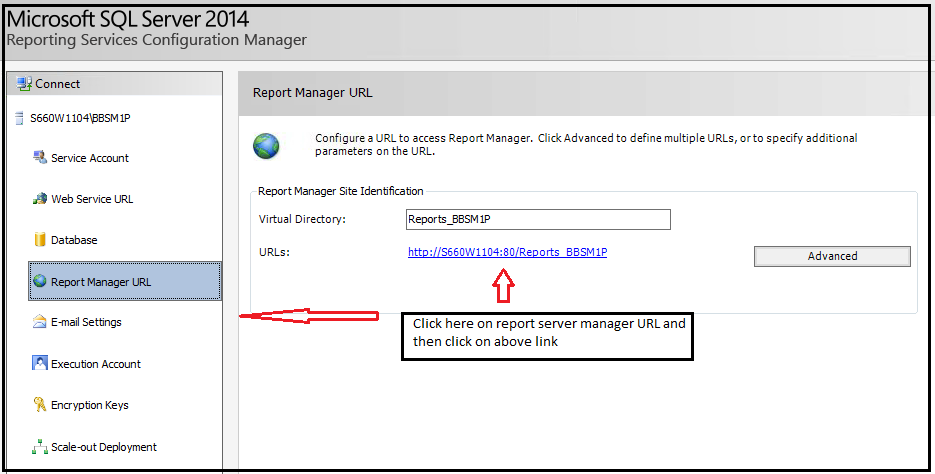 Microsoft SQL Server 2014
Reporting Services Configuration Manager
Connect
S660W1104\BBSM1P
Service Account
Web Service URL
Database
Report Manager URL
E-mail Settings
Execution Account
Encryption Keys
Scale-out Deployment
Report Manager URL
Configure a URL to access Report Manager. Click Advanced to define multiple URLs, or to specify additional
parameters on the URL.
Report Manager Site Identification
Virtual Directory:
Reports_BBSM1P
URLs:
http://S660W1104:80/Reports_BBSM1P
Advanced
Click here on report server manager URL and
then click on above link